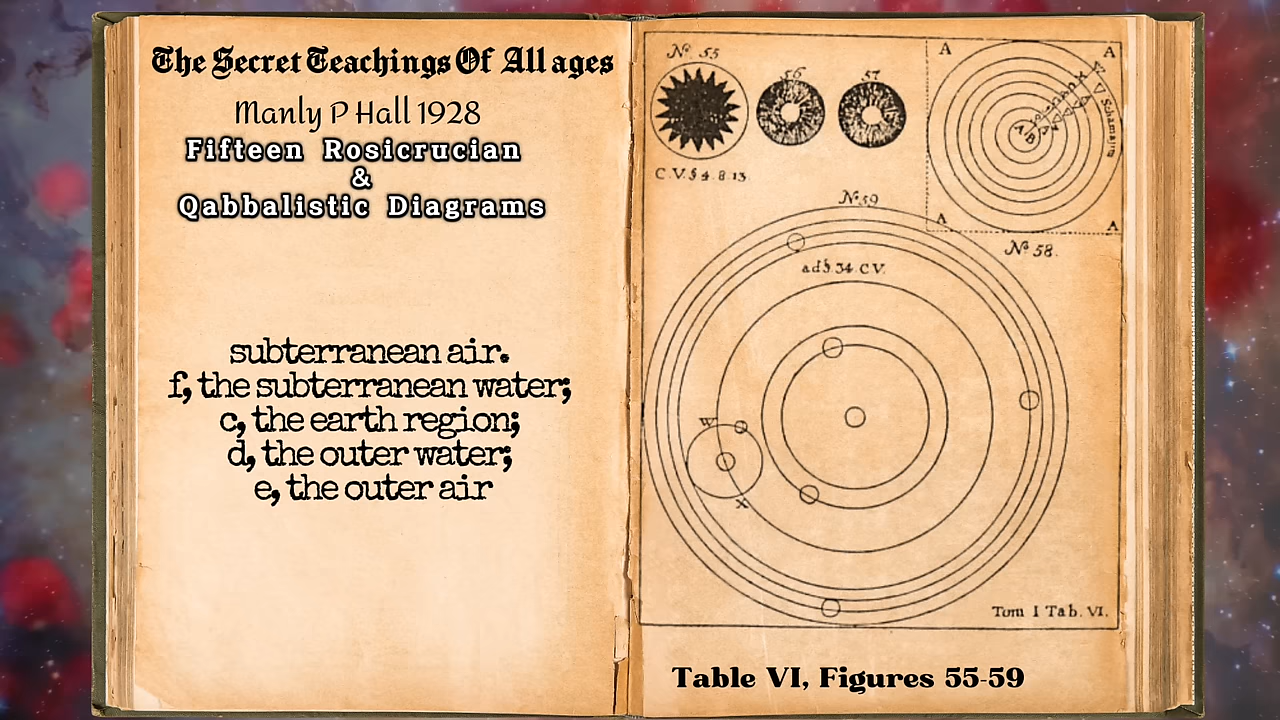 The Secret Teachings Of All ages
Manly P Hall 1928
Fifteen Rosicrucian
&
Qabbalistic Diagrams
subterranean air.
f, the subterranean water;
c, the earth region;
d, the outer water;
e, the outer air
No 55
56
57
C.V.§ 4. 8. 13.
A A
A B
V Schamajim
A A
No 58.
No. 59
ad §. 34. C.V.
w
x
Tom I Tab. VI.
Table VI, Figures 55-59